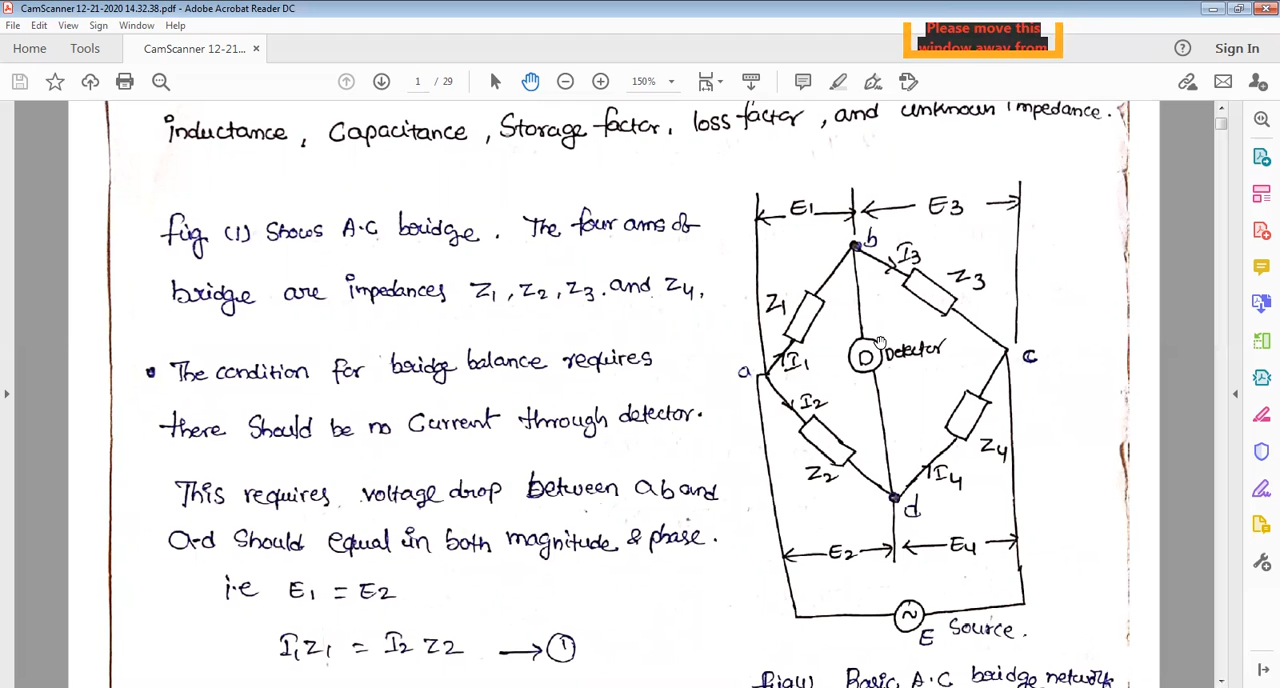 CamScanner 12-21-2020 14.32.38.pdf - Adobe Acrobat Reader DC
File Edit View Sign Window Help
Home Tools CamScanner 12-21... ×
Please move this
window away from
Sign In
1 / 29
150%
inductance, Capacitance, Storage factor, loss factor, and unknown impedance.
fig (1) Shows A.C bridge. The four arms of
bridge are impedances Z1, Z2, Z3. and Z4,
• The condition for bridge balance requires
there Should be no Current through detector.
This requires voltage drop between ab and
a-d Should equal in both magnitude & phase.
i.e E1 = E2
I1Z1 = I2 Z2 → ①
E1 E3
b
I3
Z3
Z1
D Detector
c
a
I1
I2
Z2
Z4
I4
d
E2 E4
~
E Source.
Fig(1) Basic A.C bridge network